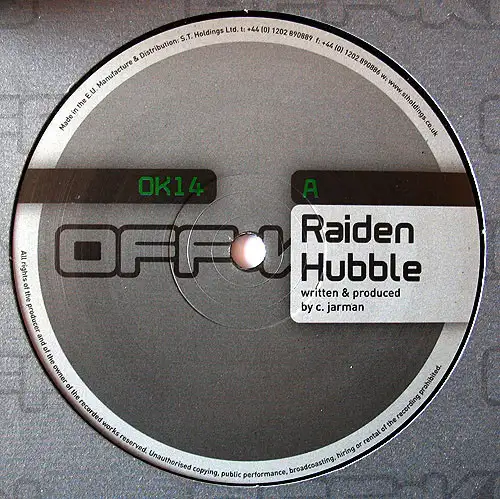 Made in the E.U. Manufacture & Distribution: S.T. Holdings Ltd. t: +44 (0) 1202 890889 f: +44 (0) 1202 890886 w: www.stholdings.co.uk
OK14
A
OFF-K
Raiden
Hubble
written & produced
by c. jarman
All rights of the producer and of the owner of the recorded works reserved. Unauthorised copying, public performance, broadcasting, hiring or rental of the recording prohibited.